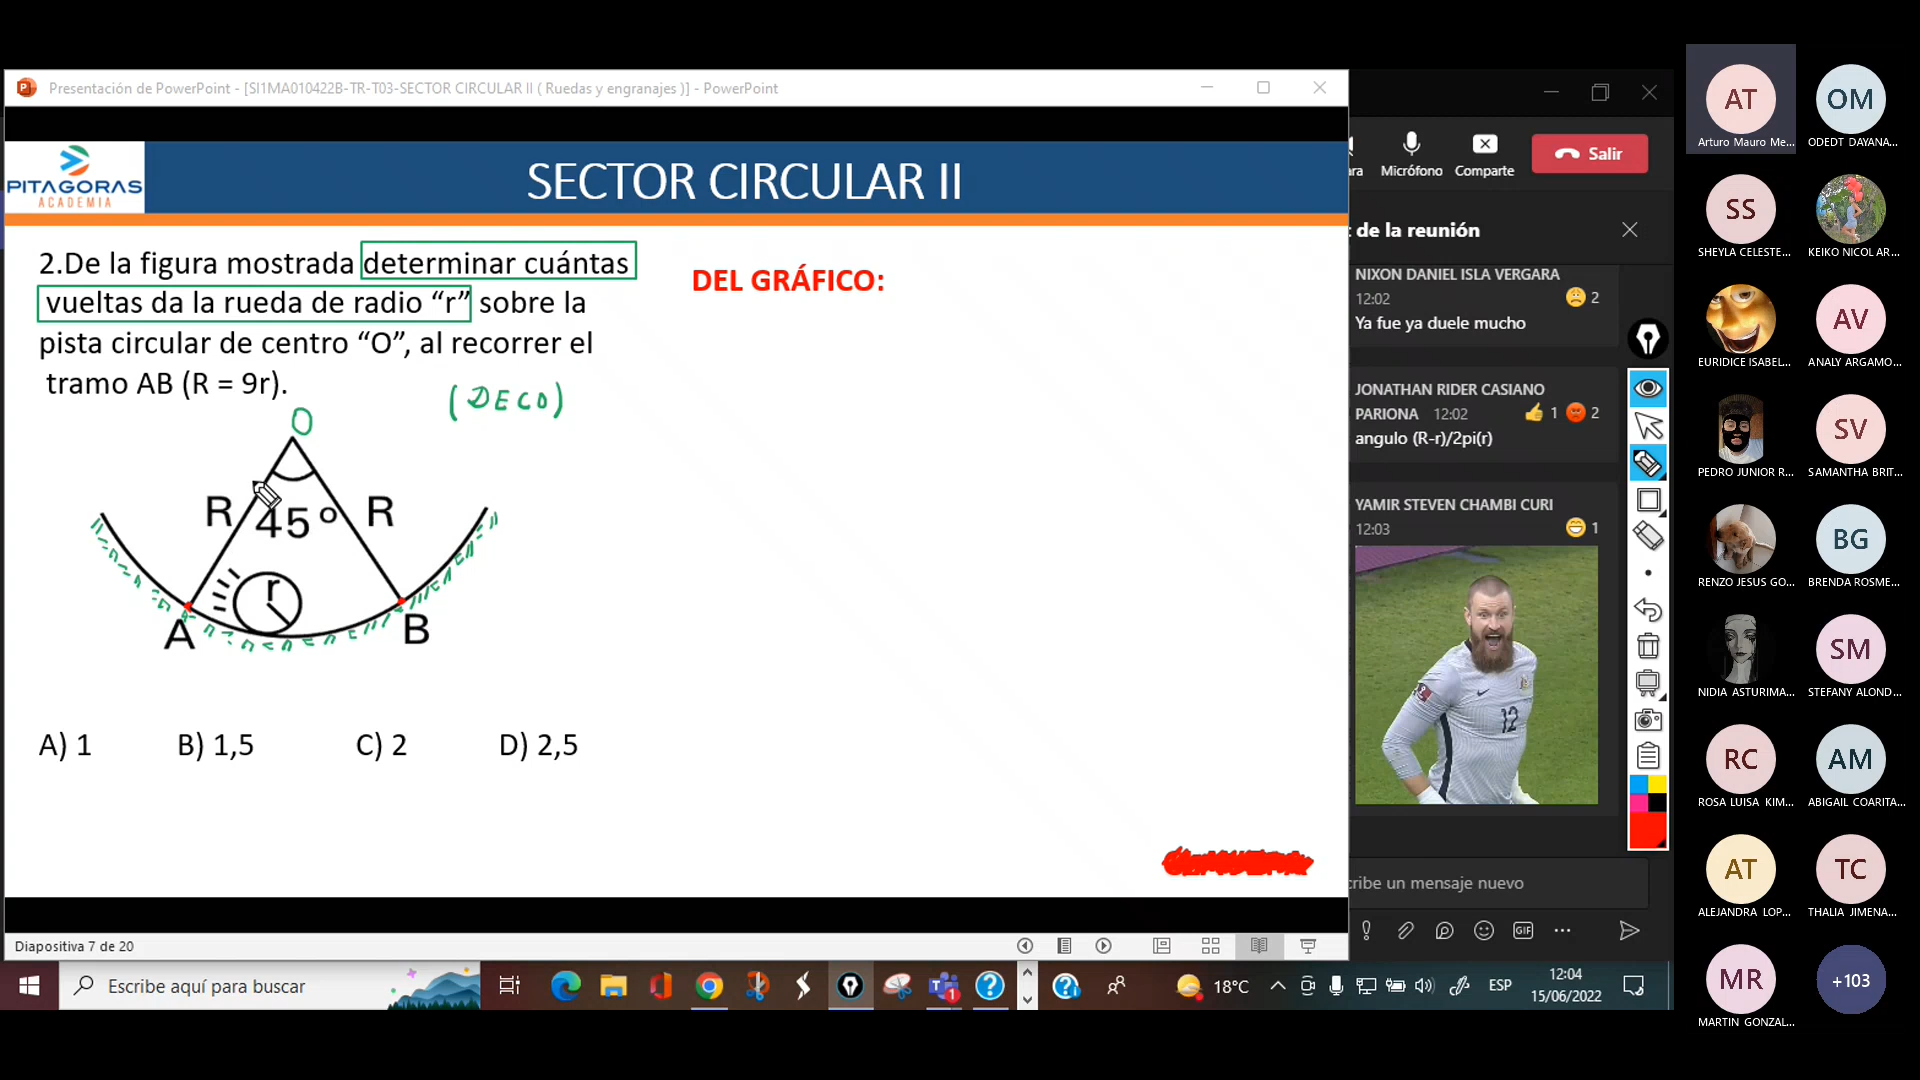 Presentación de PowerPoint - [SI1MA010422B-TR-T03-SECTOR CIRCULAR II ( Ruedas y engranajes )] - PowerPoint
PITAGORAS
ACADEMIA
SECTOR CIRCULAR II
2.De la figura mostrada determinar cuántas
vueltas da la rueda de radio “r” sobre la
pista circular de centro “O”, al recorrer el
tramo AB (R = 9r).
(DECO)
O
R
45°
R
r
A
B
A) 1
B) 1,5
C) 2
D) 2,5
DEL GRÁFICO:
Diapositiva 7 de 20
ra
Micrófono
Comparte
Salir
de la reunión
NIXON DANIEL ISLA VERGARA
12:02
2
Ya fue ya duele mucho
JONATHAN RIDER CASIANO
PARIONA 12:02
1
2
angulo (R-r)/2pi(r)
YAMIR STEVEN CHAMBI CURI
12:03
1
12
cribe un mensaje nuevo
GIF
Escribe aquí para buscar
1
18°C
ESP
12:04
15/06/2022
AT
Arturo Mauro Me...
OM
ODEDT DAYANA...
SS
SHEYLA CELESTE...
KEIKO NICOL AR...
EURIDICE ISABEL...
AV
ANALY ARGAMO...
PEDRO JUNIOR R...
SV
SAMANTHA BRIT...
RENZO JESUS GO...
BG
BRENDA ROSME...
NIDIA ASTURIMA...
SM
STEFANY ALOND...
RC
ROSA LUISA KIM...
AM
ABIGAIL COARITA...
AT
ALEJANDRA LOP...
TC
THALIA JIMENA...
MR
MARTIN GONZAL...
+103